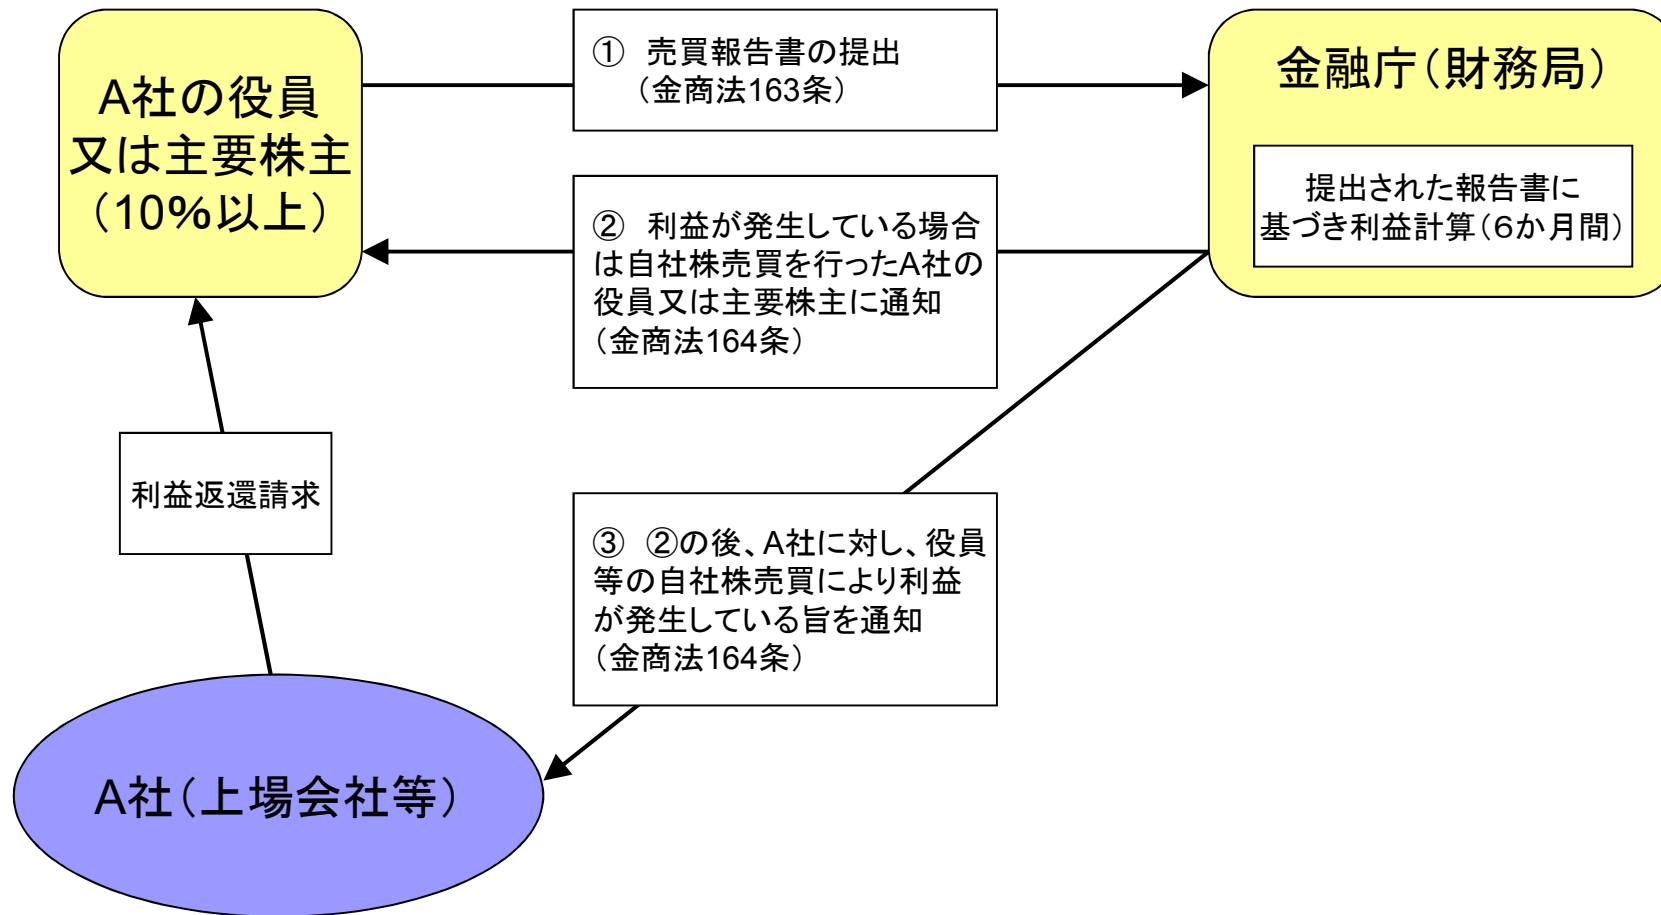 A社の役員
又は主要株主
（10%以上）
① 売買報告書の提出
（金商法163条）
金融庁（財務局）
提出された報告書に
基づき利益計算（６か月間）
② 利益が発生している場合
は自社株売買を行ったA社の
役員又は主要株主に通知
（金商法164条）
利益返還請求
③ ②の後、A社に対し、役員
等の自社株売買により利益
が発生している旨を通知
（金商法164条）
A社（上場会社等）